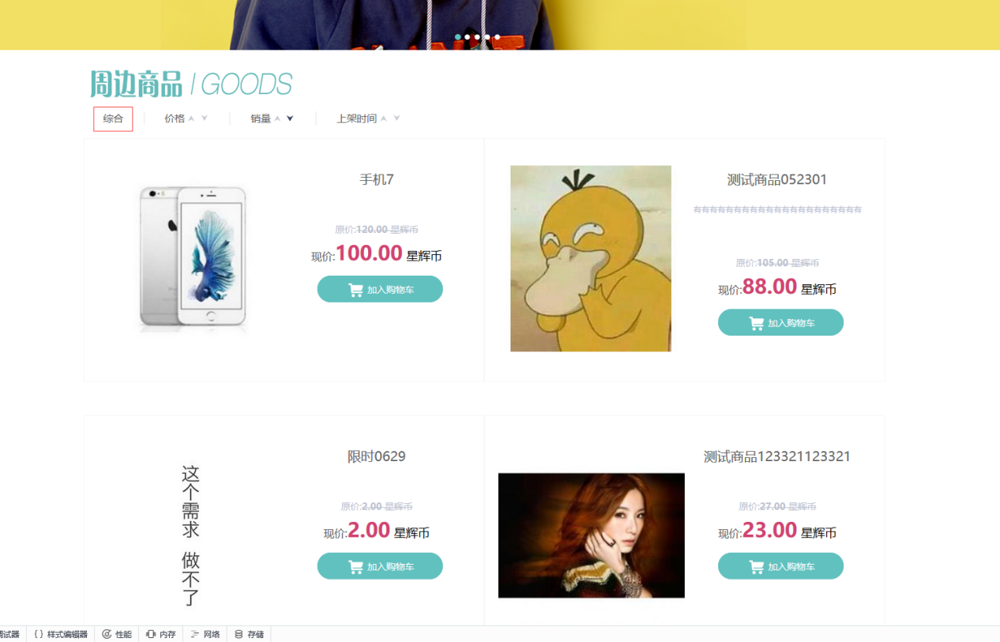 周边商品 | GOODS
综合 价格 销量 上架时间
手机7
原价:120.00 星辉币
现价:100.00 星辉币
加入购物车
测试商品052301
有有有有有有有有有有有有有有有有有有有有有
原价:105.00 星辉币
现价:88.00 星辉币
加入购物车
这个需求 做不了
限时0629
原价:2.00 星辉币
现价:2.00 星辉币
加入购物车
测试商品123321123321
原价:27.00 星辉币
现价:23.00 星辉币
加入购物车
试器 {} 样式编辑器 性能 内存 网络 存储